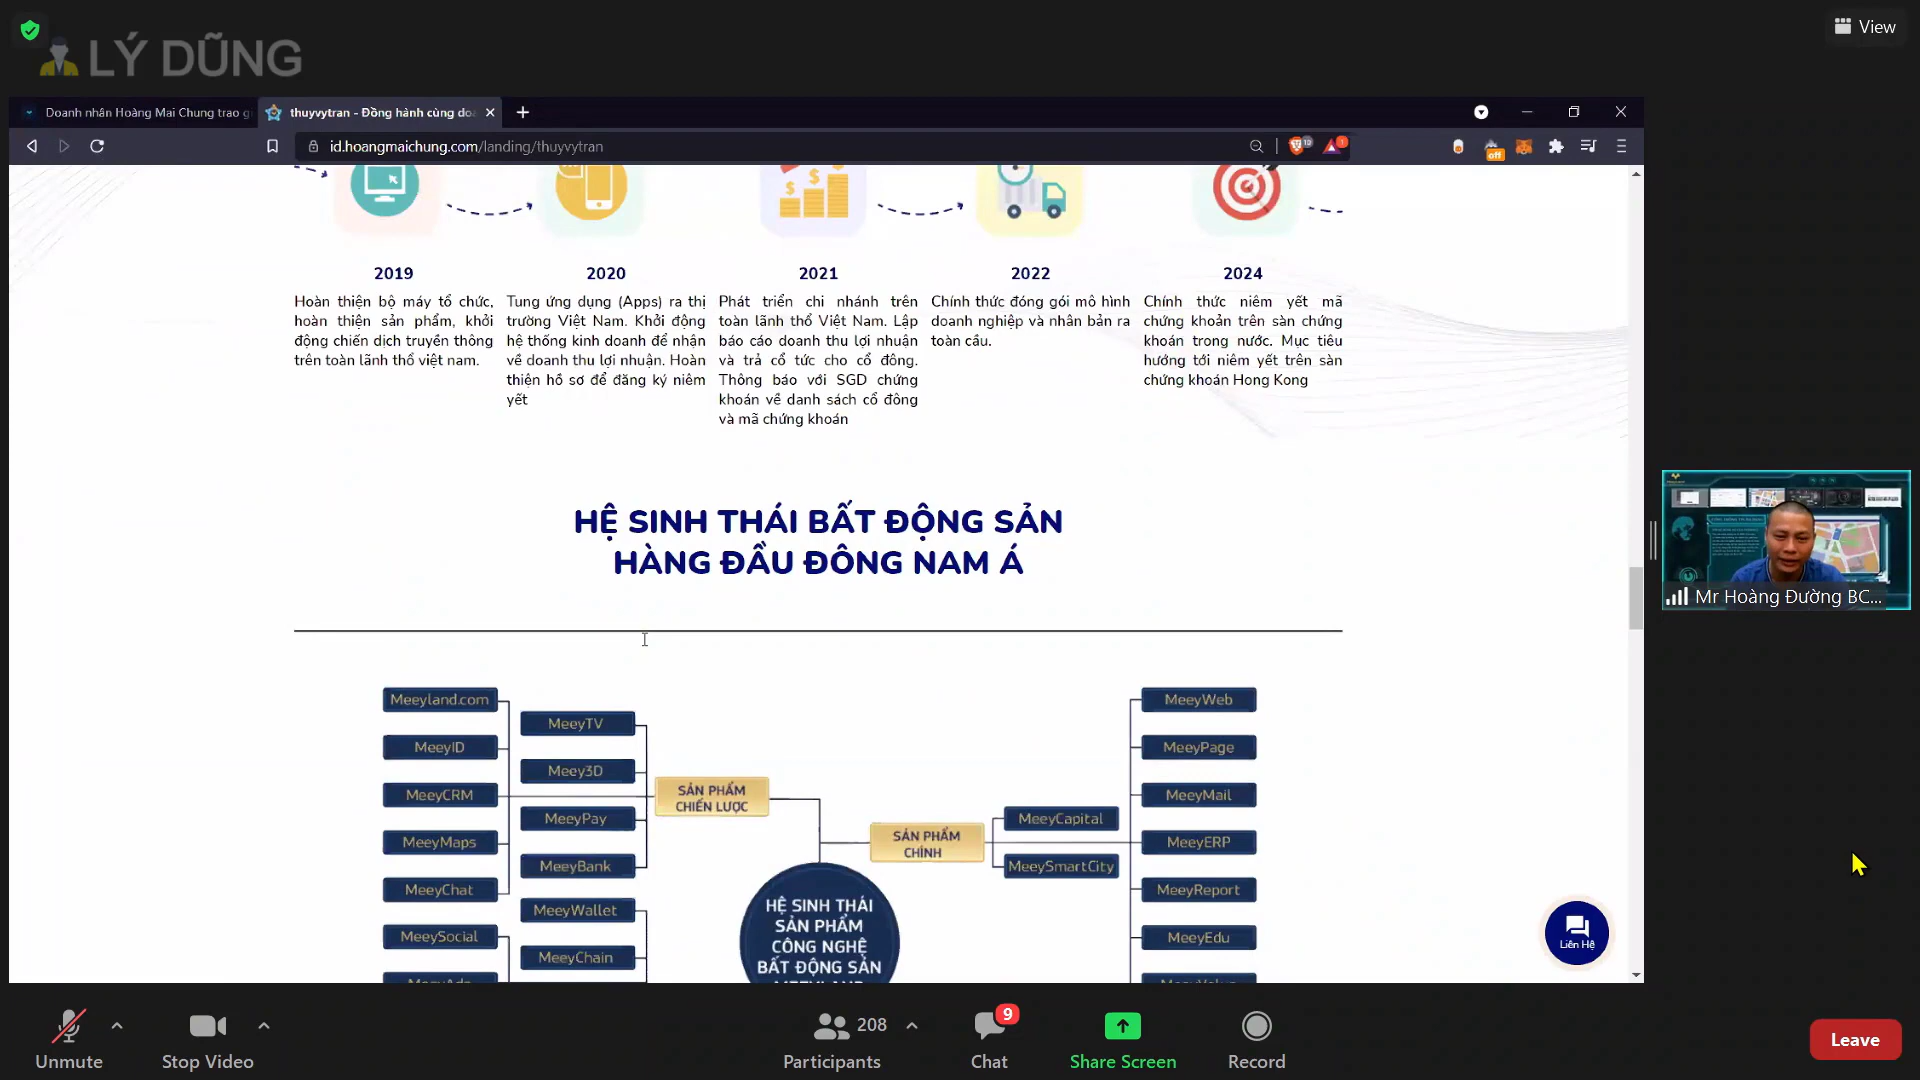 LÝ DŨNG
View
Doanh nhân Hoàng Mai Chung trao g
thuyvytran - Đồng hành cùng doa
id.hoangmaichung.com/landing/thuyvytran
off
2019
Hoàn thiện bộ máy tổ chức,
hoàn thiện sản phẩm, khởi
động chiến dịch truyền thông
trên toàn lãnh thổ việt nam.
2020
Tung ứng dụng (Apps) ra thị
trường Việt Nam. Khởi động
hệ thống kinh doanh để nhận
về doanh thu lợi nhuận. Hoàn
thiện hồ sơ để đăng ký niêm
yết
2021
Phát triển chi nhánh trên
toàn lãnh thổ Việt Nam. Lập
báo cáo doanh thu lợi nhuận
và trả cổ tức cho cổ đông.
Thông báo với SGD chứng
khoán về danh sách cổ đông
và mã chứng khoán
2022
Chính thức đóng gói mô hình
doanh nghiệp và nhân bản ra
toàn cầu.
2024
Chính thức niêm yết mã
chứng khoản trên sàn chứng
khoán trong nước. Mục tiêu
hướng tới niêm yết trên sàn
chứng khoán Hong Kong
HỆ SINH THÁI BẤT ĐỘNG SẢN
HÀNG ĐẦU ĐÔNG NAM Á
Meeyland.com
MeeyID
MeeyCRM
MeeyMaps
MeeyChat
MeeySocial
MeeyTV
Meey3D
MeeyPay
MeeyBank
MeeyWallet
MeeyChain
SẢN PHẨM
CHIẾN LƯỢC
HỆ SINH THÁI
SẢN PHẨM
CÔNG NGHỆ
BẤT ĐỘNG SẢN
SẢN PHẨM
CHÍNH
MeeyCapital
MeeySmartCity
MeeyWeb
MeeyPage
MeeyMail
MeeyERP
MeeyReport
MeeyEdu
Liên Hệ
Mr Hoàng Đường BC...
Unmute
Stop Video
208
Participants
9
Chat
Share Screen
Record
Leave